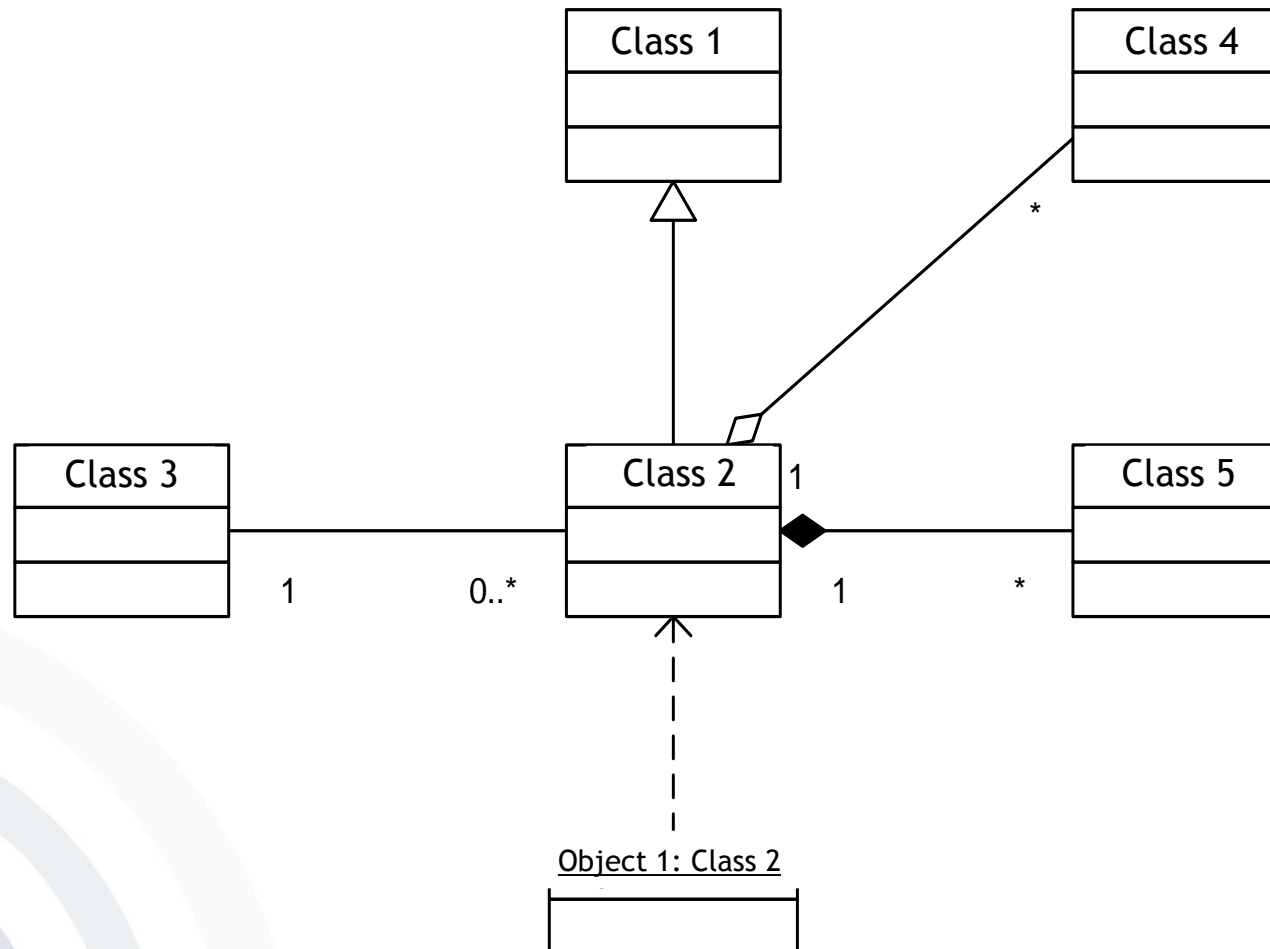 Class 1
Class 4
*
Class 3
Class 2
1
Class 5
1
0..*
1
*
Object 1: Class 2